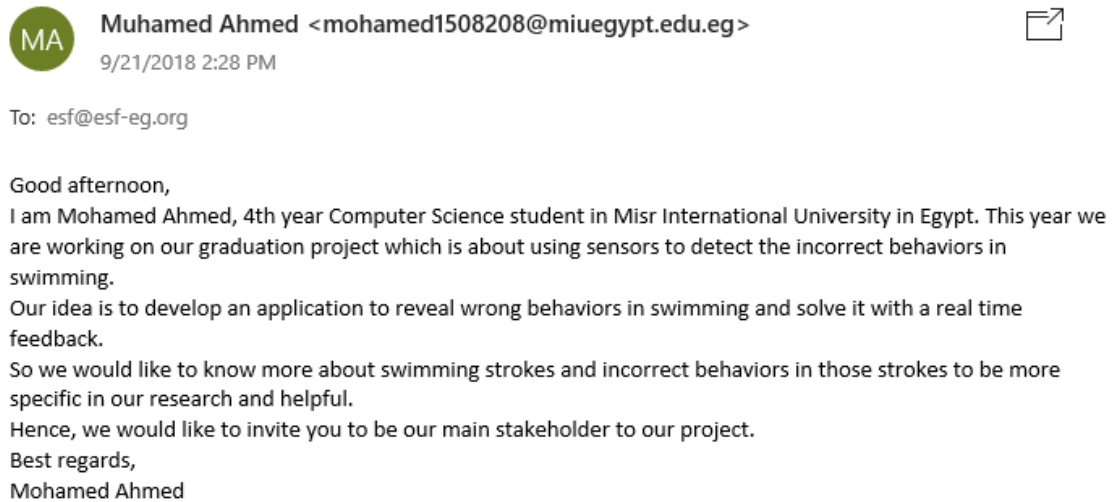 MA
Muhamed Ahmed <mohamed1508208@miuegypt.edu.eg>
9/21/2018 2:28 PM
To: esf@esf-eg.org
Good afternoon,
I am Mohamed Ahmed, 4th year Computer Science student in Misr International University in Egypt. This year we
are working on our graduation project which is about using sensors to detect the incorrect behaviors in
swimming.
Our idea is to develop an application to reveal wrong behaviors in swimming and solve it with a real time
feedback.
So we would like to know more about swimming strokes and incorrect behaviors in those strokes to be more
specific in our research and helpful.
Hence, we would like to invite you to be our main stakeholder to our project.
Best regards,
Mohamed Ahmed